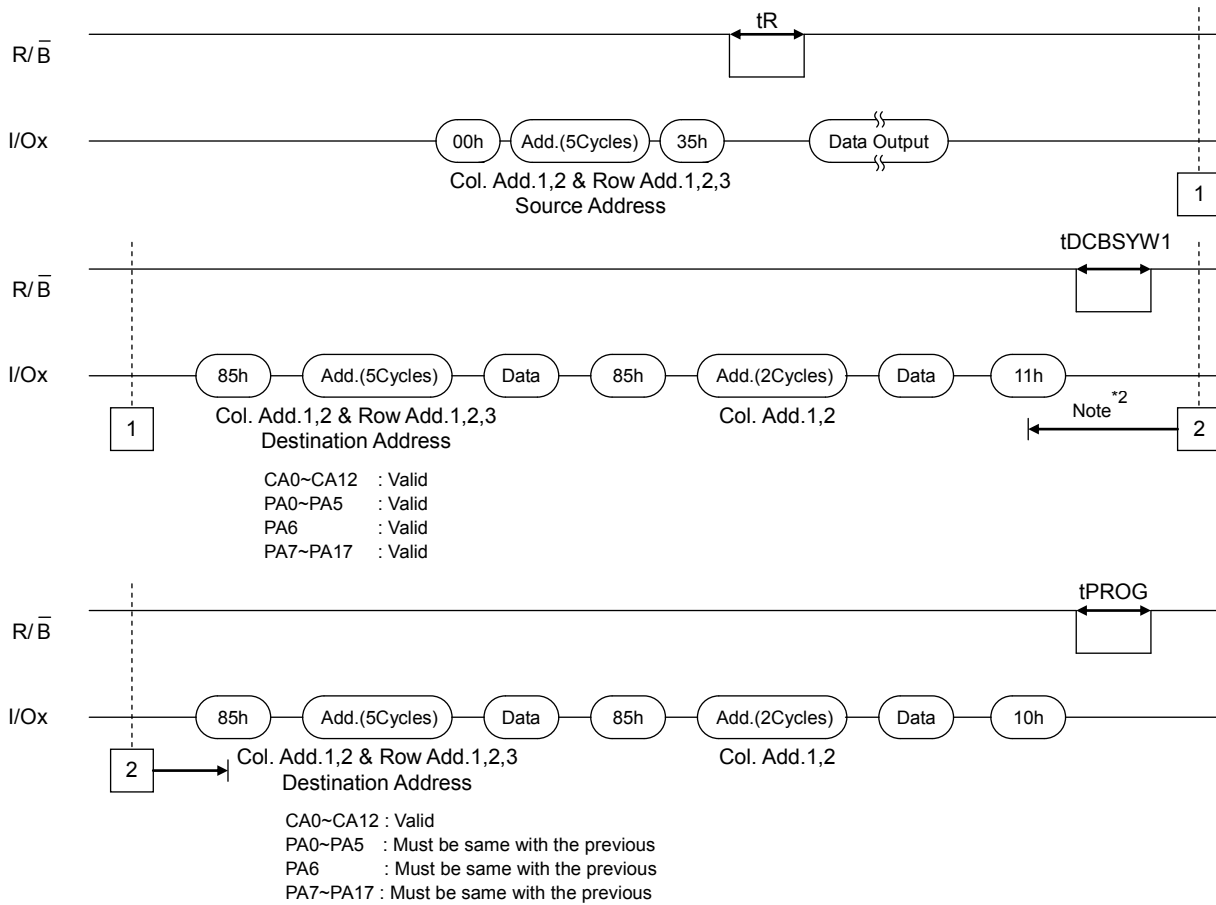 tR
R/B̅
I/Ox
00h Add.(5Cycles) 35h Data Output
Col. Add.1,2 & Row Add.1,2,3
Source Address
1
tDCBSYW1
R/B̅
I/Ox
85h Add.(5Cycles) Data 85h Add.(2Cycles) Data 11h
Col. Add.1,2 & Row Add.1,2,3
Destination Address
Col. Add.1,2
Note*2
1
2
CA0~CA12 : Valid
PA0~PA5 : Valid
PA6 : Valid
PA7~PA17 : Valid
tPROG
R/B̅
I/Ox
85h Add.(5Cycles) Data 85h Add.(2Cycles) Data 10h
2
Col. Add.1,2 & Row Add.1,2,3
Destination Address
Col. Add.1,2
CA0~CA12 : Valid
PA0~PA5 : Must be same with the previous
PA6 : Must be same with the previous
PA7~PA17 : Must be same with the previous